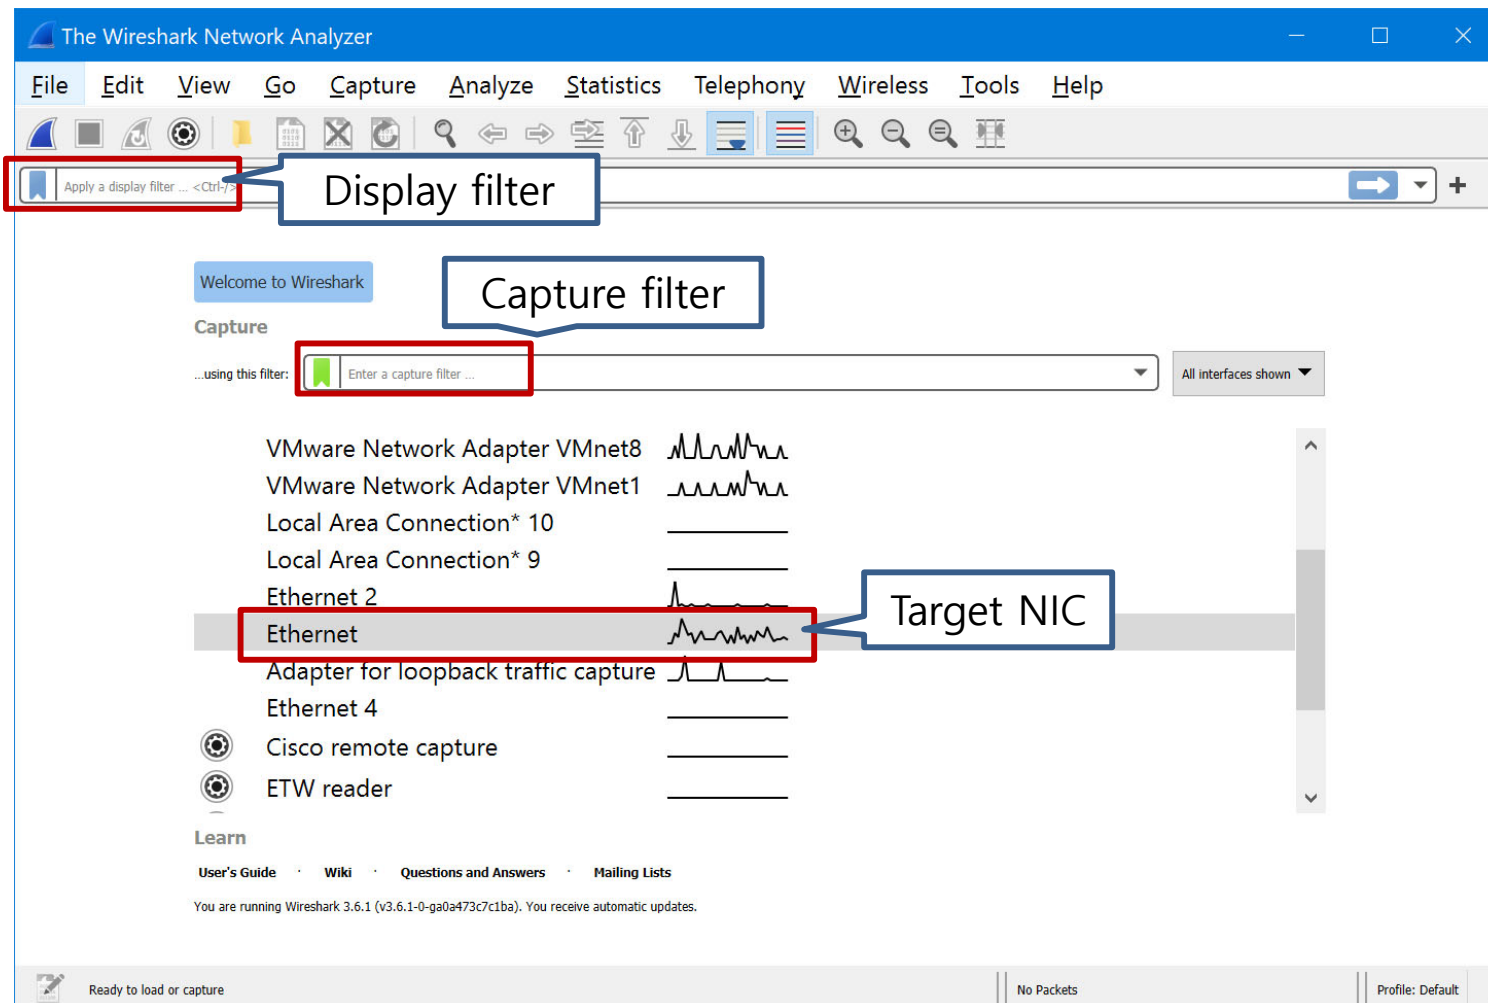 The Wireshark Network Analyzer
File Edit View Go Capture Analyze Statistics Telephony Wireless Tools Help
Apply a display filter ... <Ctrl-/>
Display filter
Welcome to Wireshark
Capture filter
Capture
...using this filter:
Enter a capture filter ...
All interfaces shown
VMware Network Adapter VMnet8
VMware Network Adapter VMnet1
Local Area Connection* 10
Local Area Connection* 9
Ethernet 2
Ethernet
Target NIC
Adapter for loopback traffic capture
Ethernet 4
Cisco remote capture
ETW reader
Learn
User's Guide · Wiki · Questions and Answers · Mailing Lists
You are running Wireshark 3.6.1 (v3.6.1-0-ga0a473c7c1ba). You receive automatic updates.
Ready to load or capture
No Packets
Profile: Default